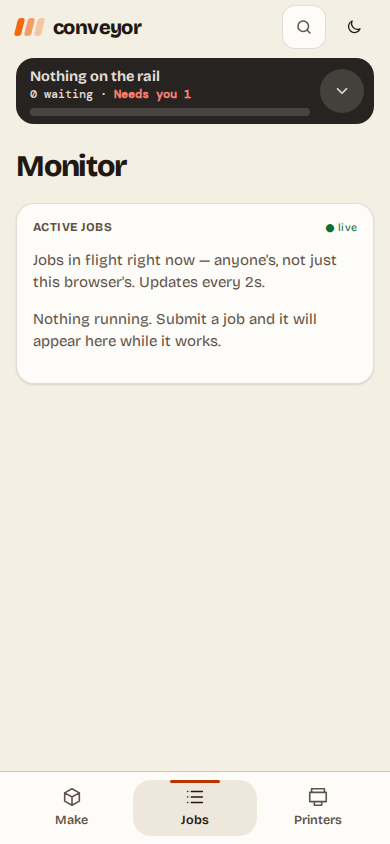 conveyor
Nothing on the rail
0 waiting · Needs you 1
Monitor
ACTIVE JOBS
live
Jobs in flight right now — anyone's, not just
this browser's. Updates every 2s.
Nothing running. Submit a job and it will
appear here while it works.
Make
Jobs
Printers